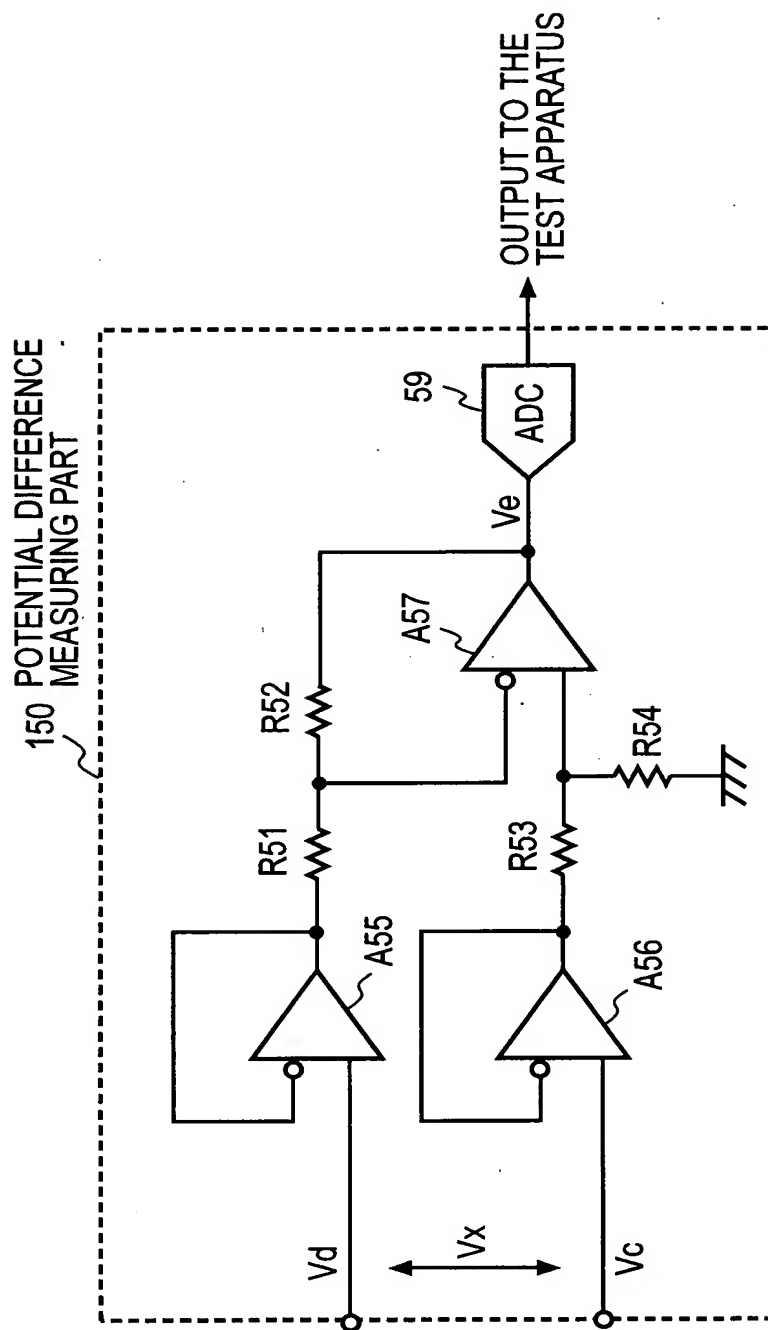 150 POTENTIAL DIFFERENCE
MEASURING PART
R52
59
A57
Ve
ADC
OUTPUT TO THE
TEST APPARATUS
R51
A55
R53
R54
A56
Vd
Vx
Vc